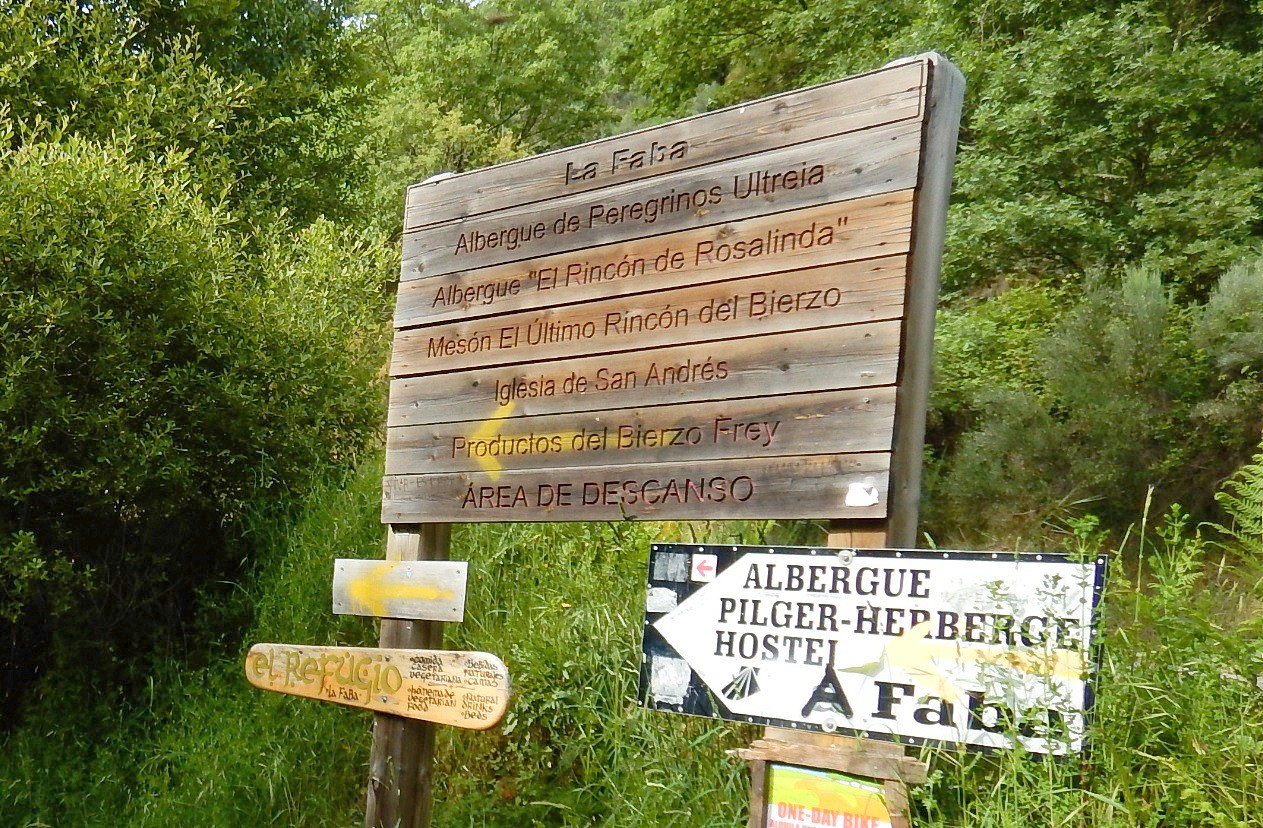 La Faba
Albergue de Peregrinos Ultreia
Albergue "El Rincón de Rosalinda"
Mesón El Último Rincón del Bierzo
Iglesia de San Andrés
Productos del Bierzo Frey
ÁREA DE DESCANSO
el Refugio
"La FaBa"
comida
casera
vegetariana
homemade
vegetarian
food
Bebidas
naturales
camas
natural
drinks
Beds
ALBERGUE
PILGER-HERBERGE
HOSTEL
A Faba
ONE-DAY BIKE